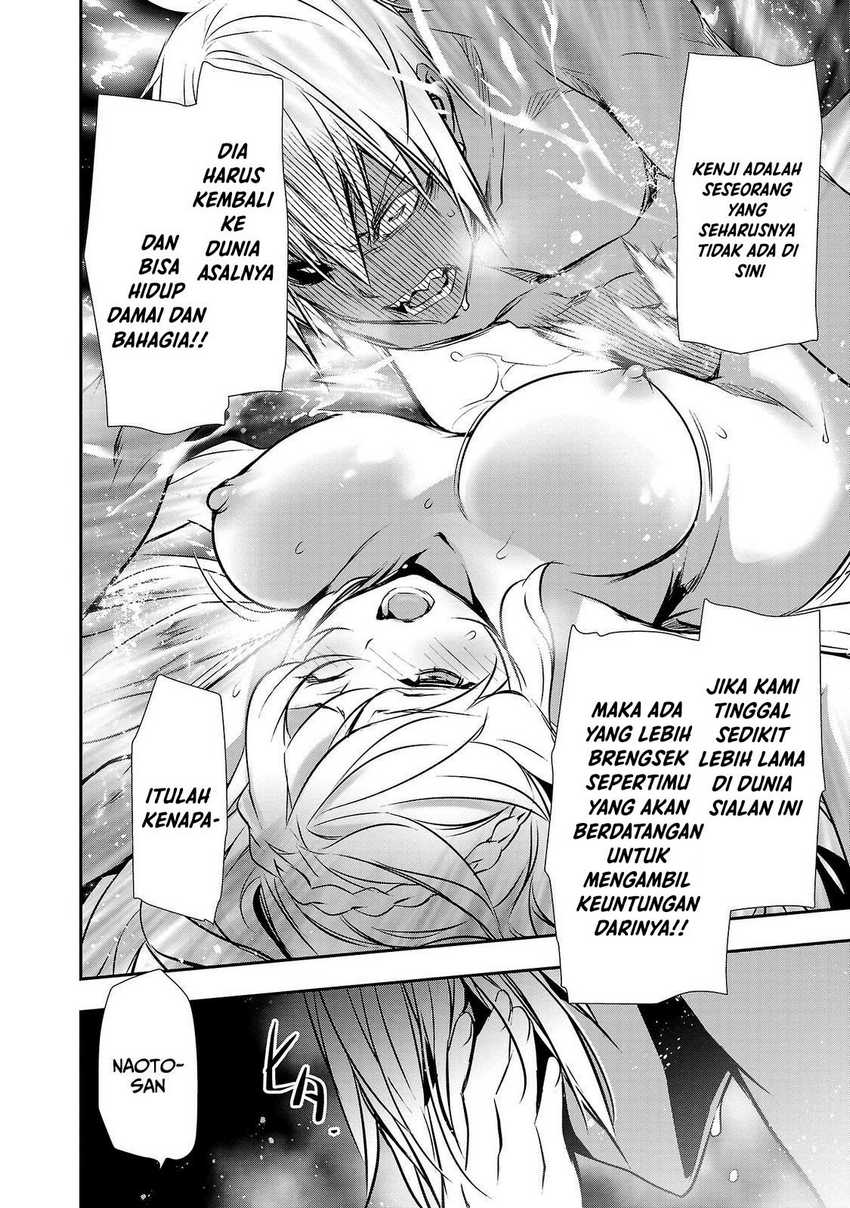 KENJI ADALAH
SESEORANG
YANG
SEHARUSNYA
TIDAK ADA DI
SINI
DIA
HARUS
KEMBALI
KE
DUNIA
ASALNYA
DAN
BISA
HIDUP
DAMAI DAN
BAHAGIA!!
JIKA KAMI
TINGGAL
SEDIKIT
LEBIH LAMA
DI DUNIA
SIALAN INI
MAKA ADA
YANG LEBIH
BRENGSEK
SEPERTIMU
YANG AKAN
BERDATANGAN
UNTUK
MENGAMBIL
KEUNTUNGAN
DARINYA!!
ITULAH
KENAPA-
NAOTO-
SAN